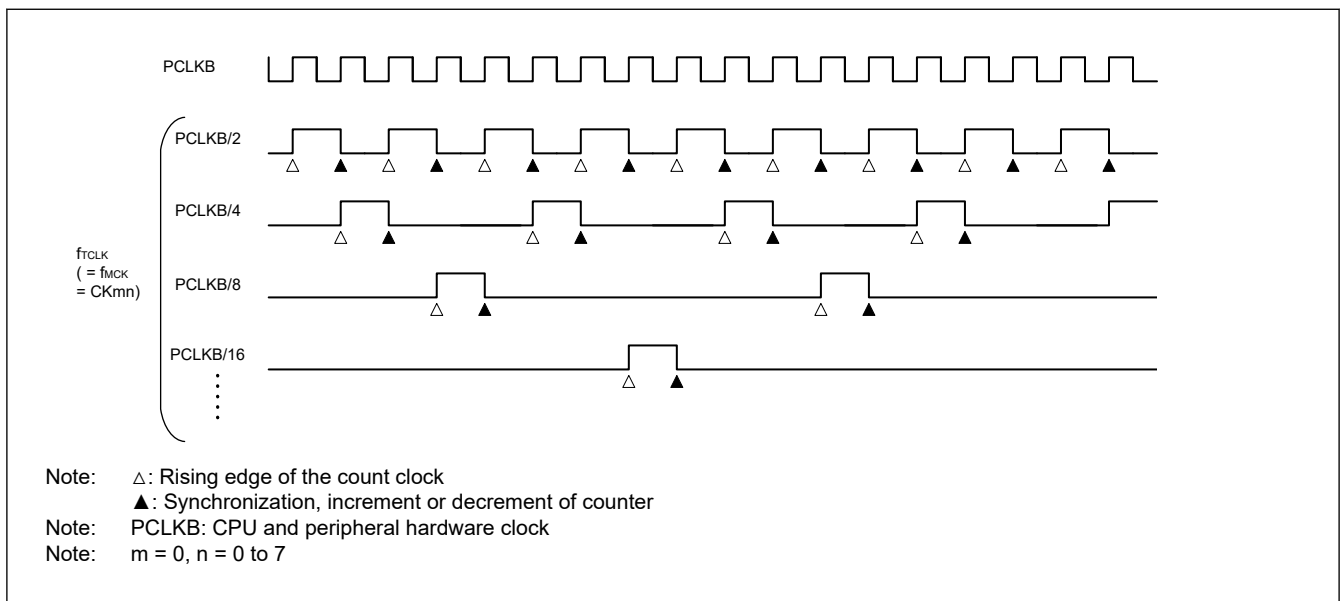 PCLKB
PCLKB/2
PCLKB/4
fTCLK
( = fMCK
= CKmn)
PCLKB/8
PCLKB/16
Note: △: Rising edge of the count clock
▲: Synchronization, increment or decrement of counter
Note: PCLKB: CPU and peripheral hardware clock
Note: m = 0, n = 0 to 7